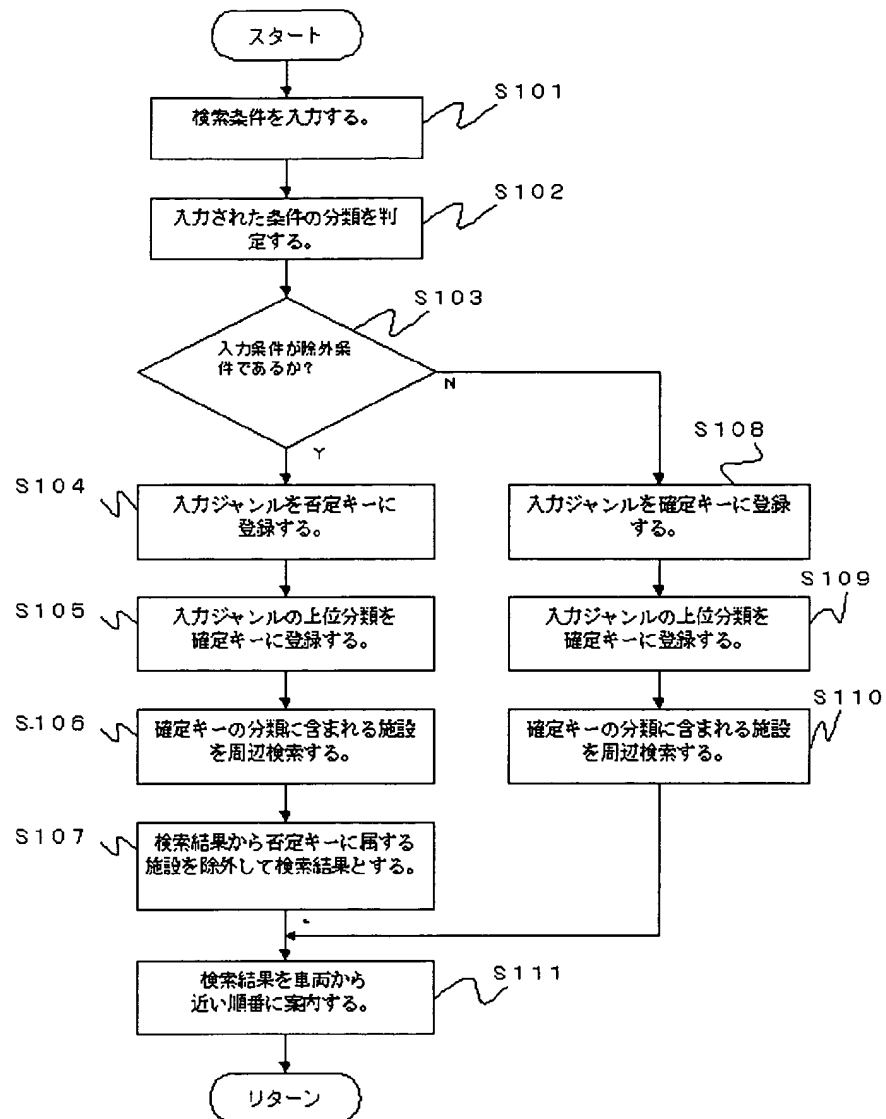 スタート
S101
検索条件を入力する。
S102
入力された条件の分類を判
定する。
S103
入力条件が除外条
件であるか?
N
Y
S104
入力ジャンルを否定キーに
登録する。
S108
入力ジャンルを確定キーに登録
する。
S105
入力ジャンルの上位分類を
確定キーに登録する。
S109
入力ジャンルの上位分類を
確定キーに登録する。
S106
確定キーの分類に含まれる施設
を周辺検索する。
S110
確定キーの分類に含まれる施設
を周辺検索する。
S107
検索結果から否定キーに属する
施設を除外して検索結果とする。
S111
検索結果を車両から
近い順番に案内する。
リターン